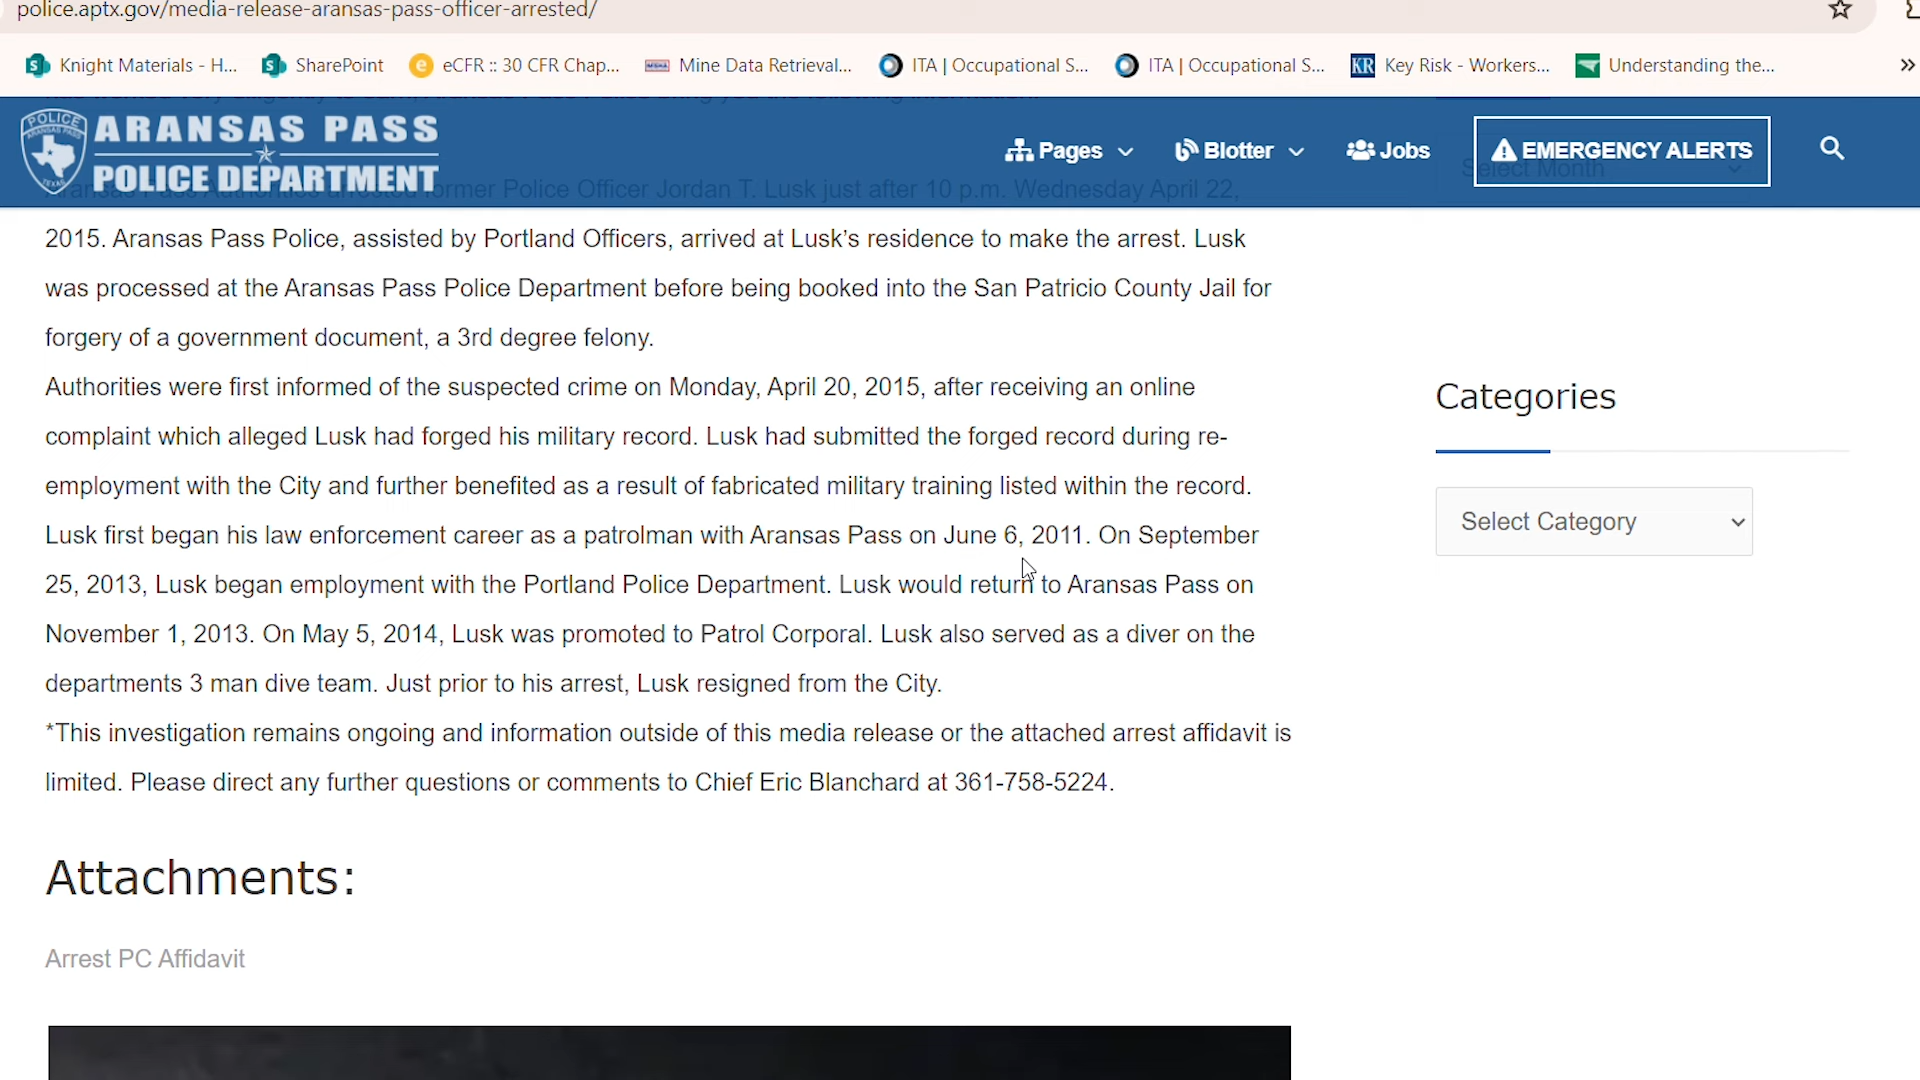 police.aptx.gov/media-release-aransas-pass-officer-arrested/
Knight Materials - H... SharePoint eCFR :: 30 CFR Chap... Mine Data Retrieval... ITA | Occupational S... ITA | Occupational S... KR Key Risk - Workers... Understanding the...
POLICE ARANSAS PASS TEXAS
ARANSAS PASS
POLICE DEPARTMENT
Pages Blotter Jobs EMERGENCY ALERTS
Select Month
Aransas Pass Authorities arrested former Police Officer Jordan T. Lusk just after 10 p.m. Wednesday April 22,
2015. Aransas Pass Police, assisted by Portland Officers, arrived at Lusk’s residence to make the arrest. Lusk
was processed at the Aransas Pass Police Department before being booked into the San Patricio County Jail for
forgery of a government document, a 3rd degree felony.
Authorities were first informed of the suspected crime on Monday, April 20, 2015, after receiving an online
complaint which alleged Lusk had forged his military record. Lusk had submitted the forged record during re-
employment with the City and further benefited as a result of fabricated military training listed within the record.
Lusk first began his law enforcement career as a patrolman with Aransas Pass on June 6, 2011. On September
25, 2013, Lusk began employment with the Portland Police Department. Lusk would return to Aransas Pass on
November 1, 2013. On May 5, 2014, Lusk was promoted to Patrol Corporal. Lusk also served as a diver on the
departments 3 man dive team. Just prior to his arrest, Lusk resigned from the City.
*This investigation remains ongoing and information outside of this media release or the attached arrest affidavit is
limited. Please direct any further questions or comments to Chief Eric Blanchard at 361-758-5224.
Attachments:
Arrest PC Affidavit
Categories
Select Category